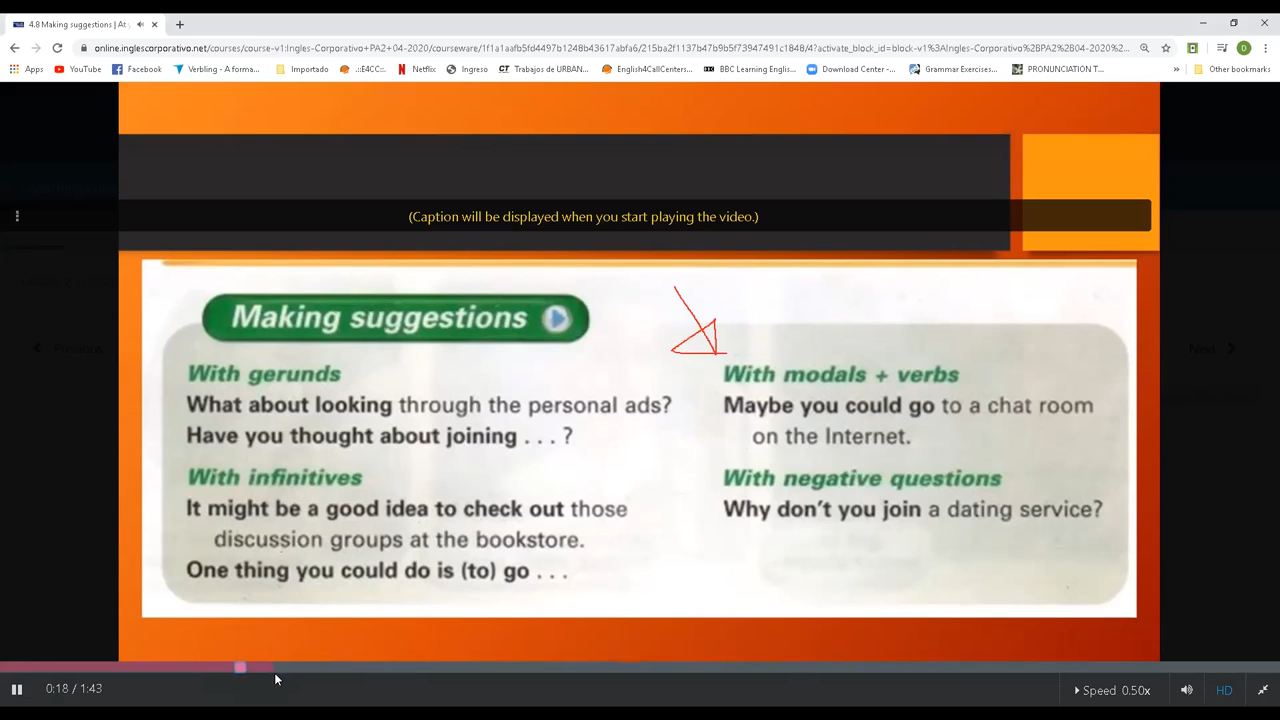 4.8 Making suggestions | At y
online.inglescorporativo.net/courses/course-v1:Ingles-Corporativo+PA2+04-2020/courseware/1f1a1aafb5fd4497b1248b43617abfa6/215ba2f1137b47b9b5f73947491c1848/4?activate_block_id=block-v1%3AIngles-Corporativo%2BPA2%2B04-2020%2...
D
Apps YouTube Facebook Verbling - A forma... Importado .::E4CC::. Netflix Ingreso CT Trabajos de URBAN... English4CallCenters... BBC Learning Englis... Download Center -... Grammar Exercises... PRONUNCIATION T... » Other bookmarks
(Caption will be displayed when you start playing the video.)
Making suggestions
With gerunds
What about looking through the personal ads?
Have you thought about joining . . . ?
With infinitives
It might be a good idea to check out those
discussion groups at the bookstore.
One thing you could do is (to) go . . .
With modals + verbs
Maybe you could go to a chat room
on the Internet.
With negative questions
Why don't you join a dating service?
Previous
Next
0:18 / 1:43
Speed 0.50x
HD